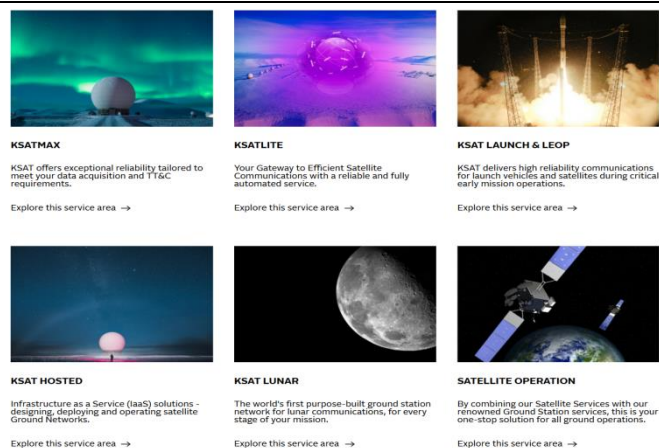 KSATMAX
KSAT offers exceptional reliability tailored to
meet your data acquisition and TT&C
requirements.
Explore this service area →
KSATLITE
Your Gateway to Efficient Satellite
Communications with a reliable and fully
automated service.
Explore this service area →
KSAT LAUNCH & LEOP
KSAT delivers high reliability communications
for launch vehicles and satellites during critical
early mission operations.
Explore this service area →
KSAT HOSTED
Infrastructure as a Service (IaaS) solutions -
designing, deploying and operating satellite
Ground Networks.
Explore this service area →
KSAT LUNAR
The world's first purpose-built ground station
network for lunar communications, for every
stage of your mission.
Explore this service area →
SATELLITE OPERATION
By combining our Satellite Services with our
renowned Ground Station services, this is your
one-stop solution for all ground operations.
Explore this service area →